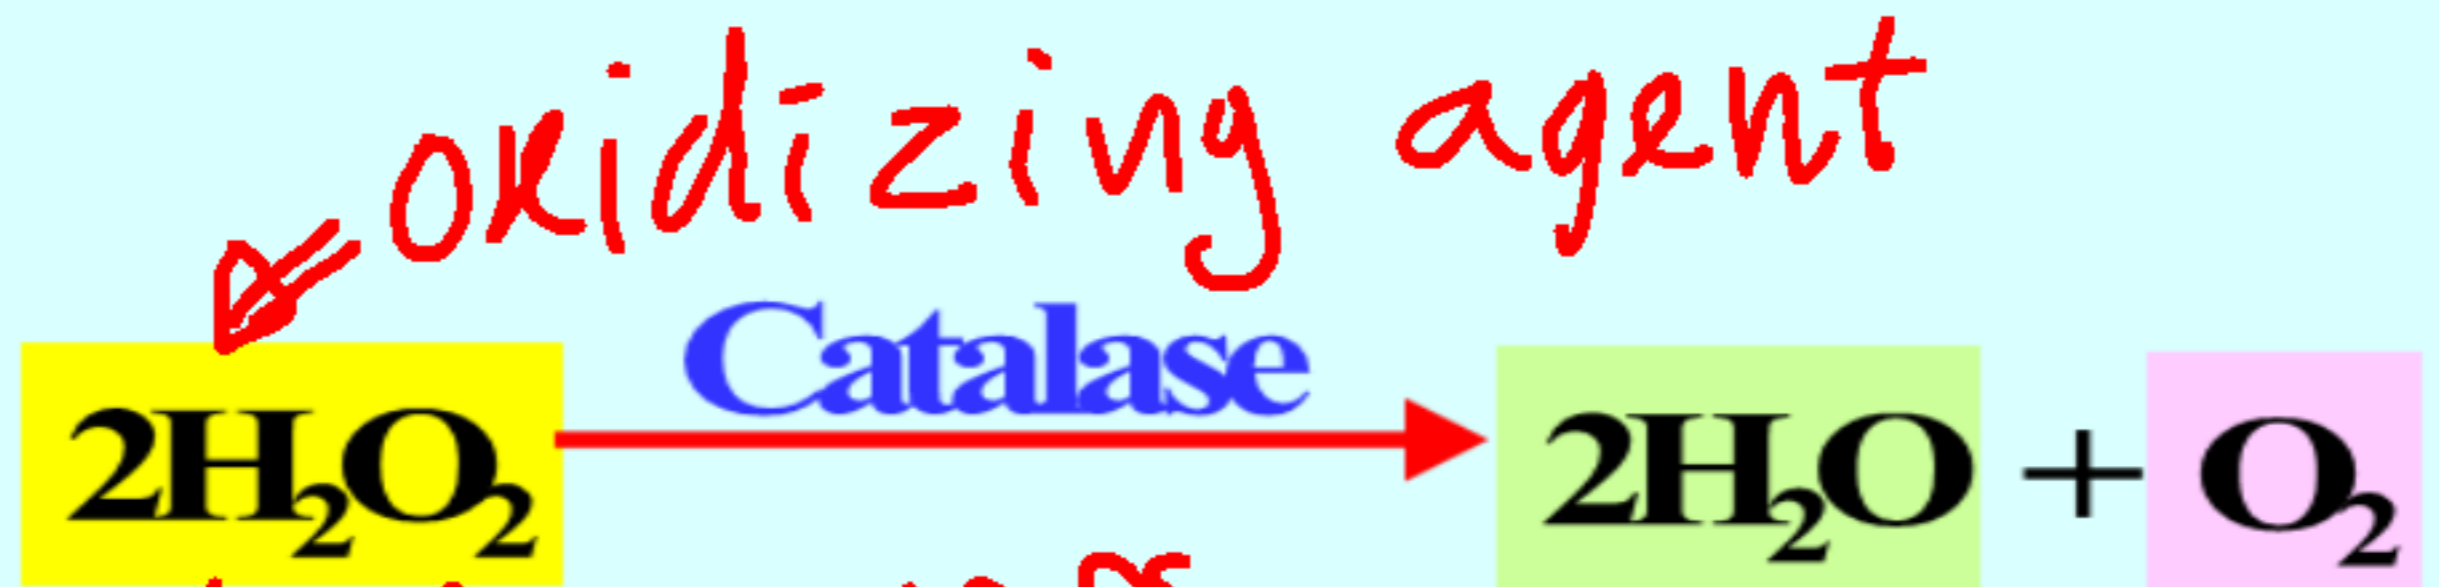 oxidizing agent
Catalase
2H₂O₂ 2H₂O + O₂